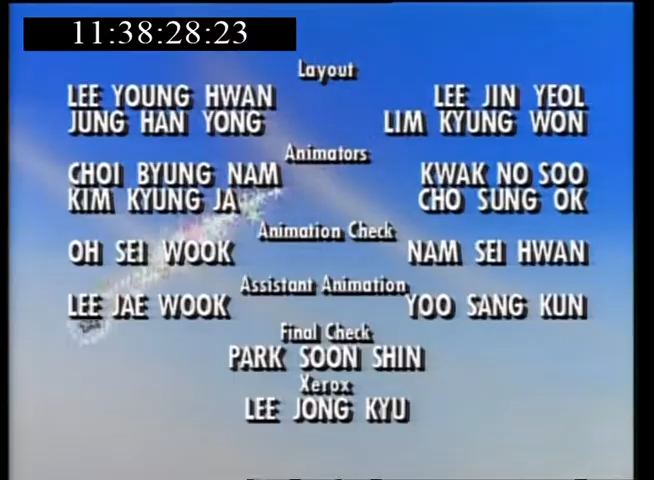 11:38:28:23
Layout
LEE YOUNG HWAN LEE JIN YEOL
JUNG HAN YONG LIM KYUNG WON
Animators
CHOI BYUNG NAM KWAK NO SOO
KIM KYUNG JA CHO SUNG OK
Animation Check
OH SEI WOOK NAM SEI HWAN
Assistant Animation
LEE JAE WOOK YOO SANG KUN
Final Check
PARK SOON SHIN
Xerox
LEE JONG KYU